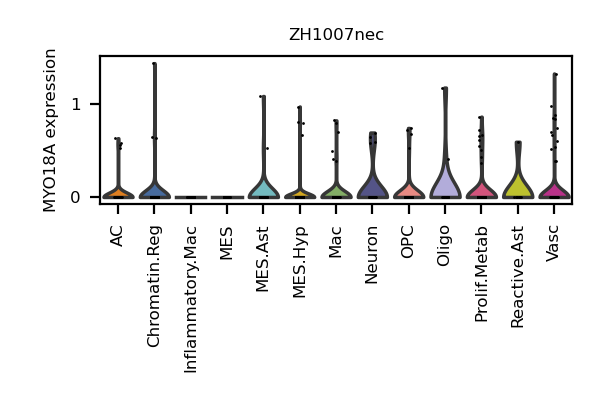 ZH1007nec
MYO18A expression
1
0
AC
Chromatin.Reg
Inflammatory.Mac
MES
MES.Ast
MES.Hyp
Mac
Neuron
OPC
Oligo
Prolif.Metab
Reactive.Ast
Vasc